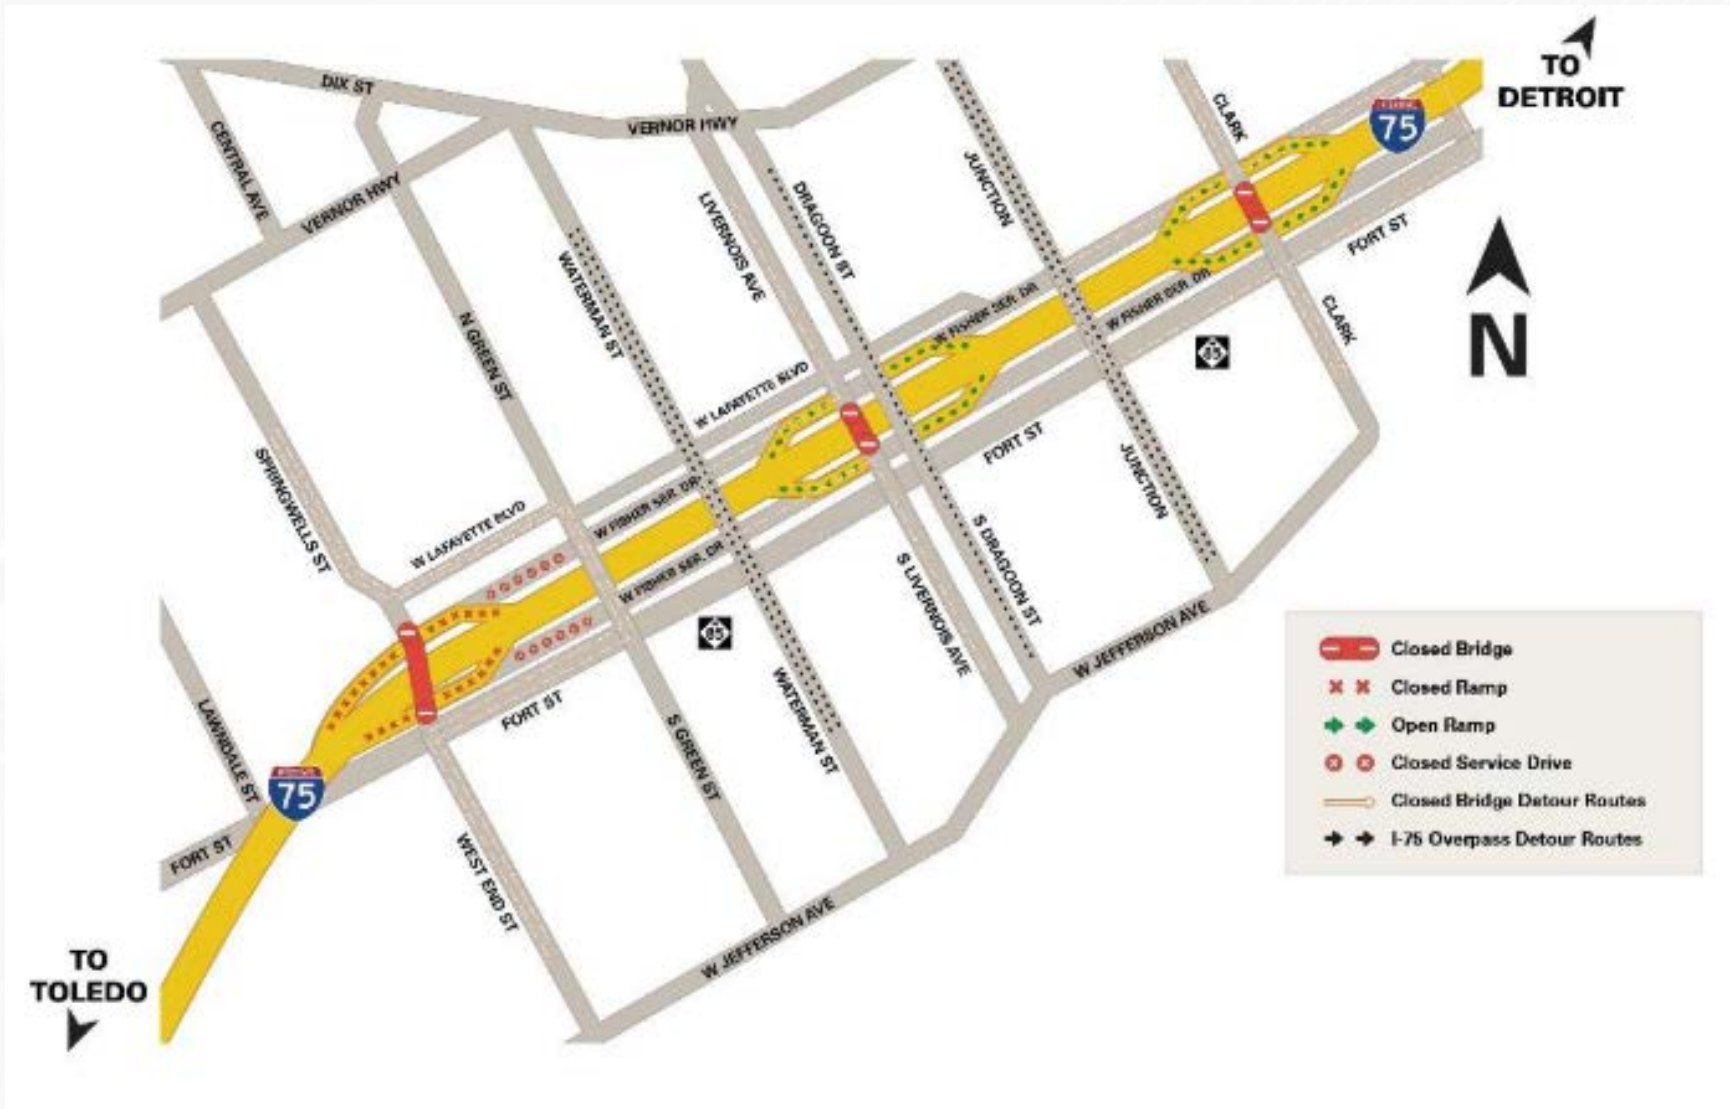 TO
DETROIT
75
DIX ST
VERNOR HWY
CENTRAL AVE
VERNOR HWY
CLARK
JUNCTION
DRAGOON ST
LIVERNOIS AVE
WATERMAN ST
N GREEN ST
FORT ST
W FISHER SER. DR
W FISHER SER. DR
CLARK
N
85
W LAFAYETTE BLVD
FORT ST
JUNCTION
SPRINGWELLS ST
W LAFAYETTE BLVD
W FISHER SER. DR
W FISHER SER. DR
S DRAGOON ST
S LIVERNOIS AVE
85
W JEFFERSON AVE
FORT ST
WATERMAN ST
S GREEN ST
LAWNDALE ST
75
FORT ST
WEST END ST
W JEFFERSON AVE
TO
TOLEDO
Closed Bridge
Closed Ramp
Open Ramp
Closed Service Drive
Closed Bridge Detour Routes
I-75 Overpass Detour Routes